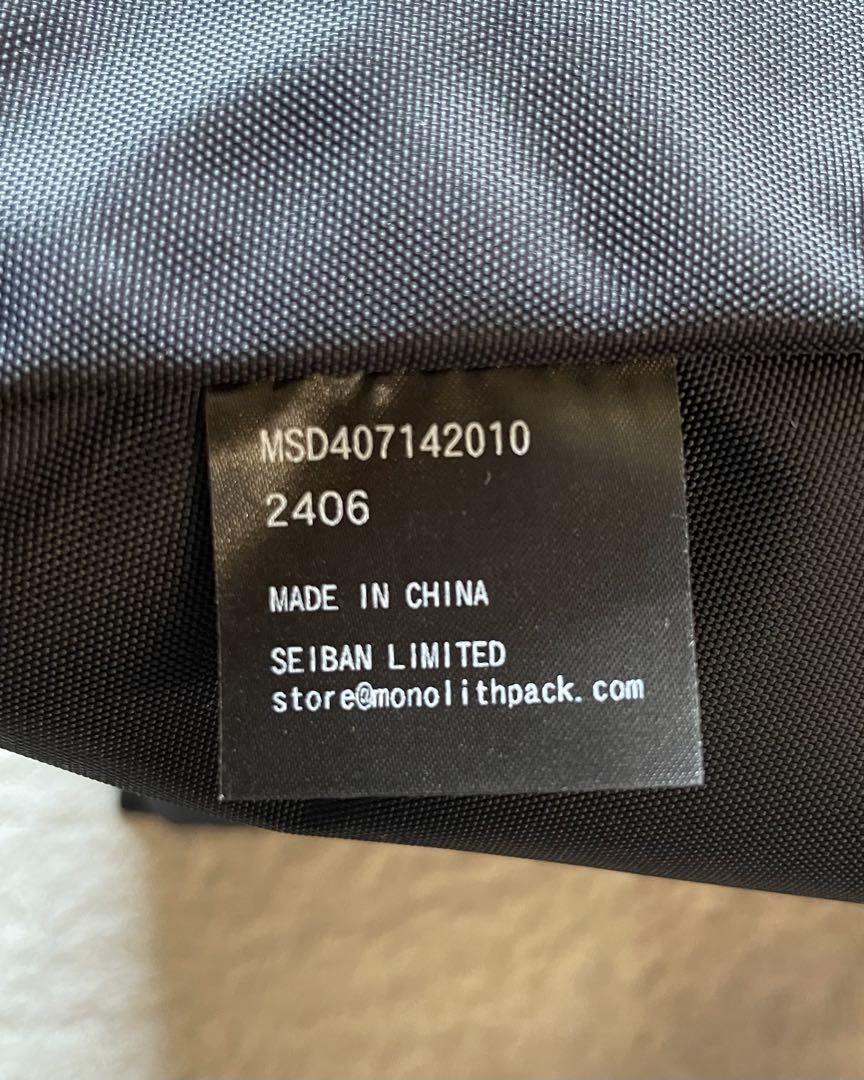 MSD407142010
2406
MADE IN CHINA
SEIBAN LIMITED
store@monolithpack.com